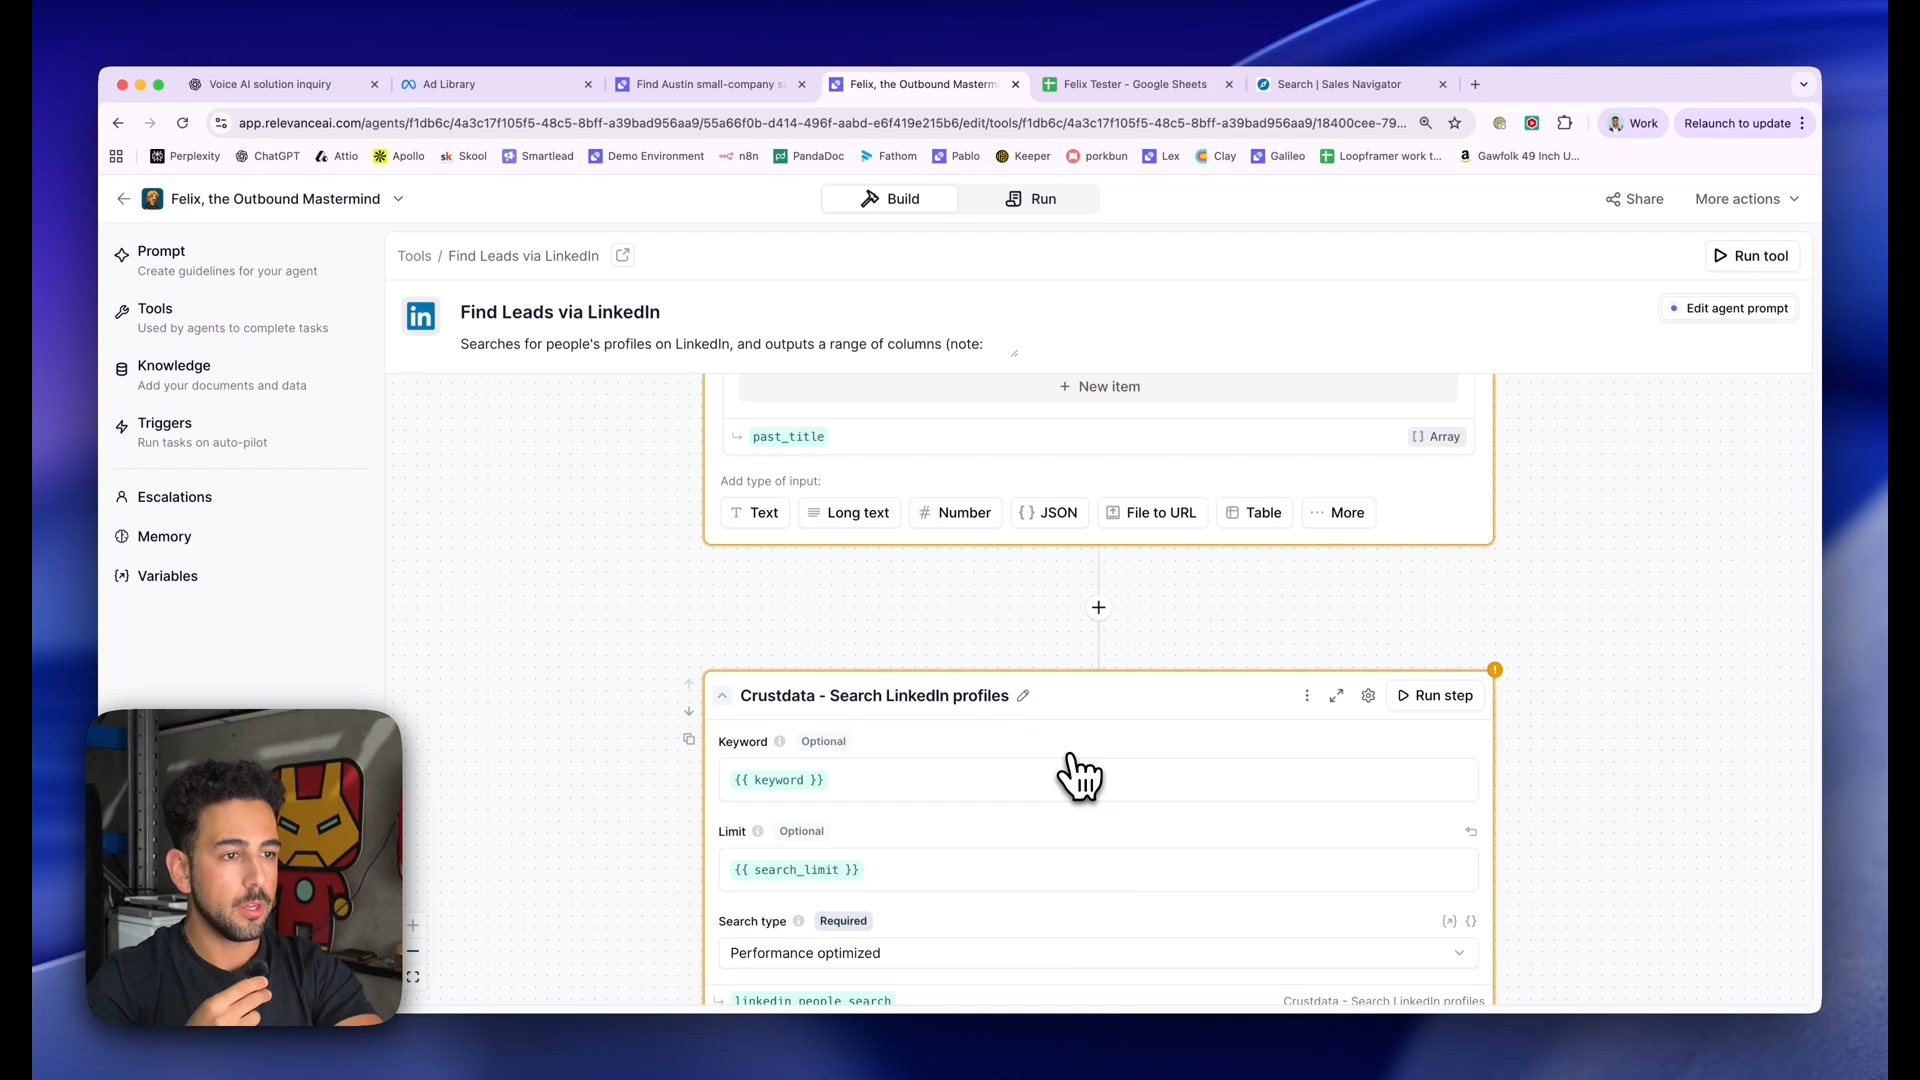 Voice AI solution inquiry
Ad Library
Find Austin small-company sa
Felix, the Outbound Masterm
Felix Tester - Google Sheets
Search | Sales Navigator
app.relevanceai.com/agents/f1db6c/4a3c17f105f5-48c5-8bff-a39bad956aa9/55a66f0b-d414-496f-aabd-e6f419e215b6/edit/tools/f1db6c/4a3c17f105f5-48c5-8bff-a39bad956aa9/18400cee-79...
Work
Relaunch to update
Perplexity
ChatGPT
Attio
Apollo
sk Skool
Smartlead
Demo Environment
n8n
pd PandaDoc
Fathom
Pablo
Keeper
porkbun
Lex
Clay
Galileo
Loopframer work t...
a Gawfolk 49 Inch U...
Felix, the Outbound Mastermind
Build
Run
Share
More actions
Prompt
Create guidelines for your agent
Tools
Used by agents to complete tasks
Knowledge
Add your documents and data
Triggers
Run tasks on auto-pilot
Escalations
Memory
Variables
Tools / Find Leads via LinkedIn
Run tool
in
Find Leads via LinkedIn
Edit agent prompt
Searches for people's profiles on LinkedIn, and outputs a range of columns (note:
+ New item
past_title
[ ] Array
Add type of input:
T Text
Long text
# Number
{ } JSON
File to URL
Table
··· More
Crustdata - Search LinkedIn profiles
Run step
Keyword
Optional
{{ keyword }}
Limit
Optional
{{ search_limit }}
Search type
Required
Performance optimized
linkedin_people_search
Crustdata - Search LinkedIn profiles